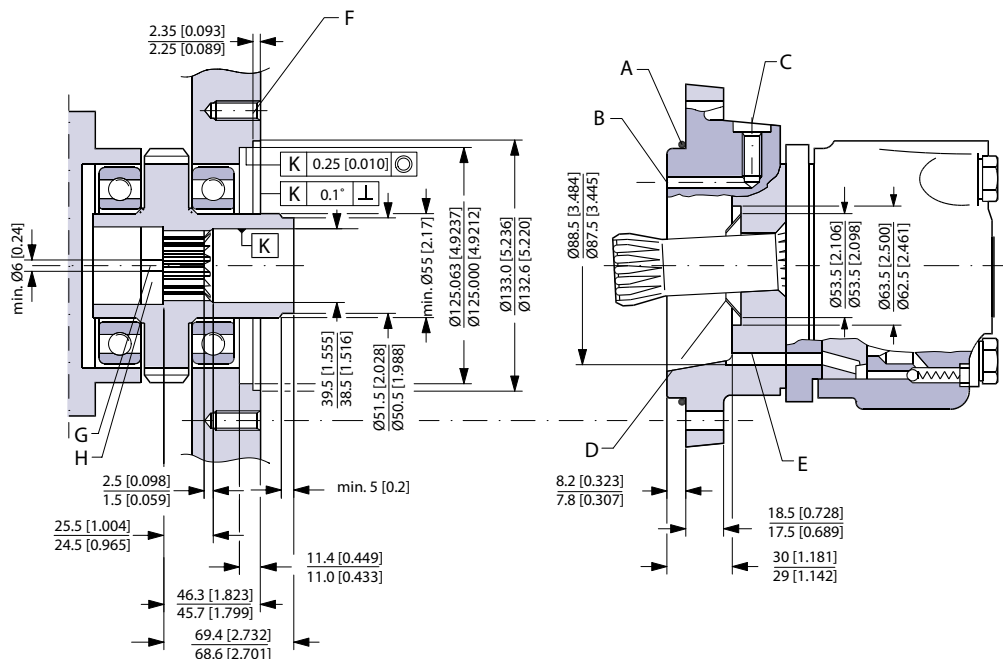 2.35 [0.093]
2.25 [0.089]
F
K 0.25 [0.010]
K 0.1° ⊥
K
min. Ø6 [0.24]
39.5 [1.555]
38.5 [1.516]
Ø51.5 [2.028]
Ø50.5 [1.988]
min. Ø55 [2.17]
Ø125.063 [4.9237]
Ø125.000 [4.9212]
Ø133.0 [5.236]
Ø132.6 [5.220]
G
H
2.5 [0.098]
1.5 [0.059]
min. 5 [0.2]
25.5 [1.004]
24.5 [0.965]
11.4 [0.449]
11.0 [0.433]
46.3 [1.823]
45.7 [1.799]
69.4 [2.732]
68.6 [2.701]
A
B
C
Ø88.5 [3.484]
Ø87.5 [3.445]
Ø53.5 [2.106]
Ø53.5 [2.098]
Ø63.5 [2.500]
Ø62.5 [2.461]
D
E
8.2 [0.323]
7.8 [0.307]
18.5 [0.728]
17.5 [0.689]
30 [1.181]
29 [1.142]